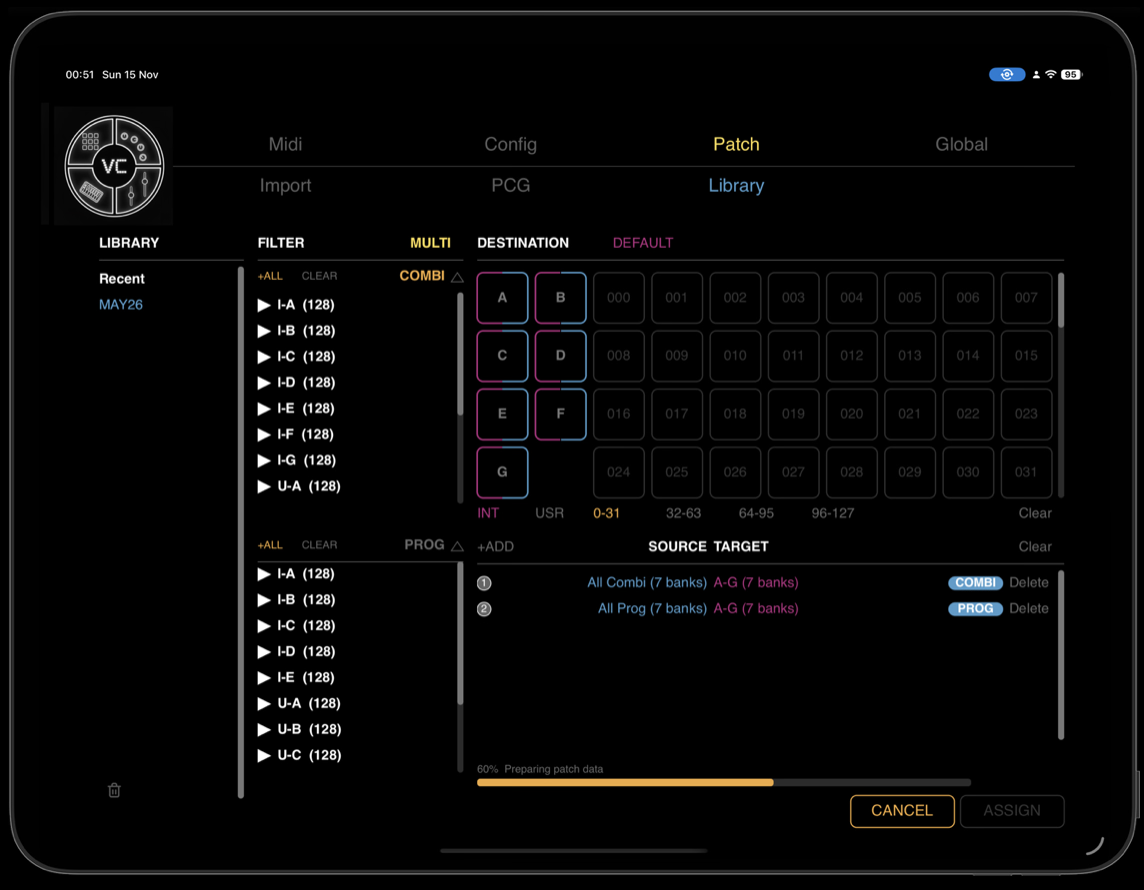 00:51 Sun 15 Nov
95
VC
Midi Config Patch Global
Import PCG Library
LIBRARY
Recent
MAY26
FILTER MULTI
+ALL CLEAR COMBI
I-A (128)
I-B (128)
I-C (128)
I-D (128)
I-E (128)
I-F (128)
I-G (128)
U-A (128)
+ALL CLEAR PROG
I-A (128)
I-B (128)
I-C (128)
I-D (128)
I-E (128)
U-A (128)
U-B (128)
U-C (128)
DESTINATION DEFAULT
A B 000 001 002 003 004 005 006 007
C D 008 009 010 011 012 013 014 015
E F 016 017 018 019 020 021 022 023
G 024 025 026 027 028 029 030 031
INT USR 0-31 32-63 64-95 96-127 Clear
+ADD SOURCE TARGET Clear
1 All Combi (7 banks) A-G (7 banks) COMBI Delete
2 All Prog (7 banks) A-G (7 banks) PROG Delete
60% Preparing patch data
CANCEL ASSIGN